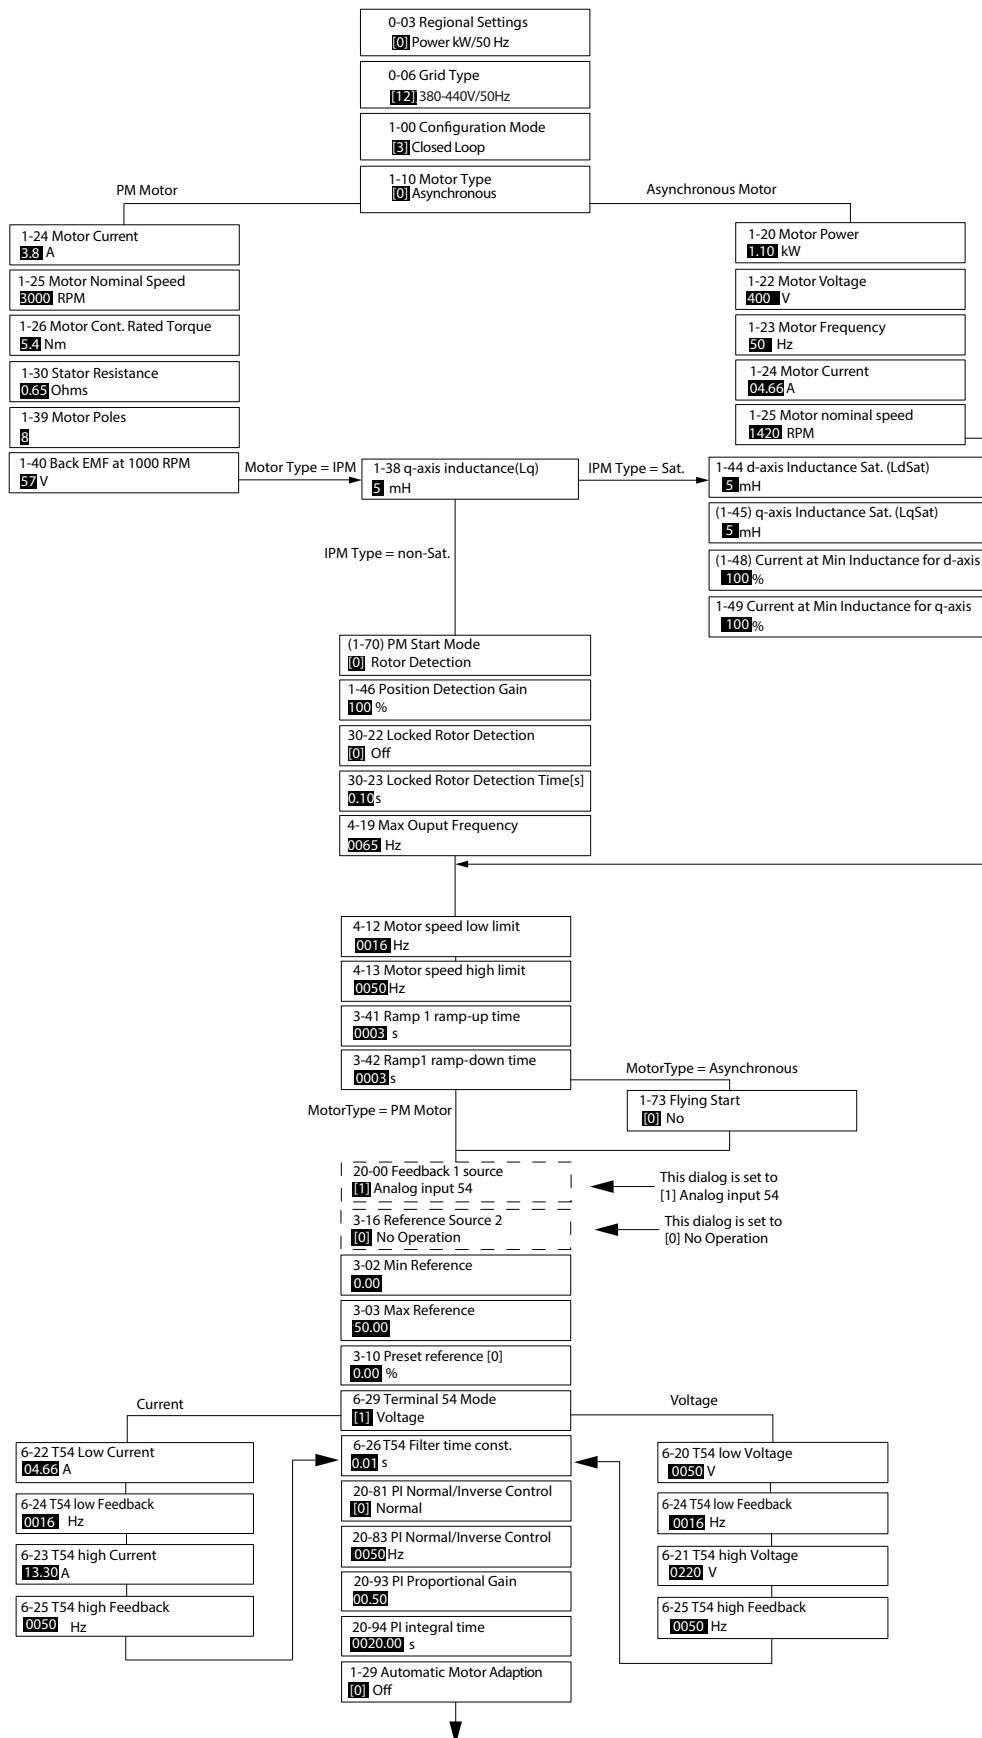 0-03 Regional Settings
[0] Power kW/50 Hz
0-06 Grid Type
[12] 380-440V/50Hz
1-00 Configuration Mode
[3] Closed Loop
1-10 Motor Type
[0] Asynchronous
PM Motor
Asynchronous Motor
1-24 Motor Current
3.8 A
1-25 Motor Nominal Speed
3000 RPM
1-26 Motor Cont. Rated Torque
5.4 Nm
1-30 Stator Resistance
0.65 Ohms
1-39 Motor Poles
8
1-40 Back EMF at 1000 RPM
57 V
1-20 Motor Power
1.10 kW
1-22 Motor Voltage
400 V
1-23 Motor Frequency
50 Hz
1-24 Motor Current
04.66 A
1-25 Motor nominal speed
1420 RPM
Motor Type = IPM
1-38 q-axis inductance(Lq)
5 mH
IPM Type = Sat.
1-44 d-axis Inductance Sat. (LdSat)
5 mH
(1-45) q-axis Inductance Sat. (LqSat)
5 mH
(1-48) Current at Min Inductance for d-axis
100 %
1-49 Current at Min Inductance for q-axis
100 %
IPM Type = non-Sat.
(1-70) PM Start Mode
[0] Rotor Detection
1-46 Position Detection Gain
100 %
30-22 Locked Rotor Detection
[0] Off
30-23 Locked Rotor Detection Time[s]
0.10 s
4-19 Max Ouput Frequency
0065 Hz
4-12 Motor speed low limit
0016 Hz
4-13 Motor speed high limit
0050 Hz
3-41 Ramp 1 ramp-up time
0003 s
3-42 Ramp1 ramp-down time
0003 s
MotorType = Asynchronous
1-73 Flying Start
[0] No
MotorType = PM Motor
20-00 Feedback 1 source
[1] Analog input 54
This dialog is set to
[1] Analog input 54
3-16 Reference Source 2
[0] No Operation
This dialog is set to
[0] No Operation
3-02 Min Reference
0.00
3-03 Max Reference
50.00
3-10 Preset reference [0]
0.00 %
6-29 Terminal 54 Mode
[1] Voltage
Current
Voltage
6-22 T54 Low Current
04.66 A
6-24 T54 low Feedback
0016 Hz
6-23 T54 high Current
13.30 A
6-25 T54 high Feedback
0050 Hz
6-26 T54 Filter time const.
0.01 s
20-81 PI Normal/Inverse Control
[0] Normal
20-83 PI Normal/Inverse Control
0050 Hz
20-93 PI Proportional Gain
00.50
20-94 PI integral time
0020.00 s
1-29 Automatic Motor Adaption
[0] Off
6-20 T54 low Voltage
0050 V
6-24 T54 low Feedback
0016 Hz
6-21 T54 high Voltage
0220 V
6-25 T54 high Feedback
0050 Hz